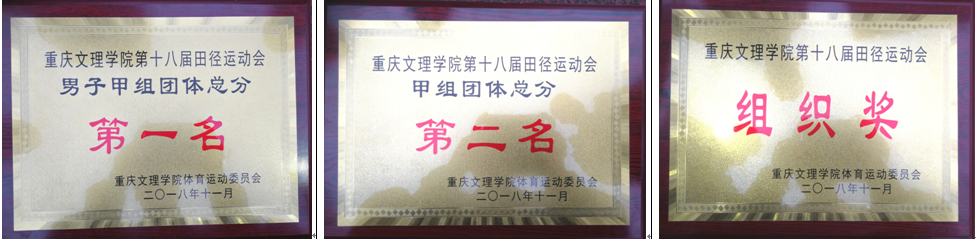 重庆文理学院第十八届田径运动会
男子甲组团体总分
第一名
重庆文理学院体育运动委员会
二〇一八年十一月
重庆文理学院第十八届田径运动会
甲组团体总分
第二名
重庆文理学院体育运动委员会
二〇一八年十一月
重庆文理学院第十八届田径运动会
组织奖
重庆文理学院体育运动委员会
二〇一八年十一月